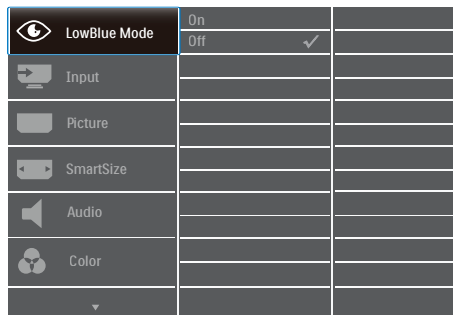 LowBlue Mode
On
Off
Input
Picture
SmartSize
Audio
Color